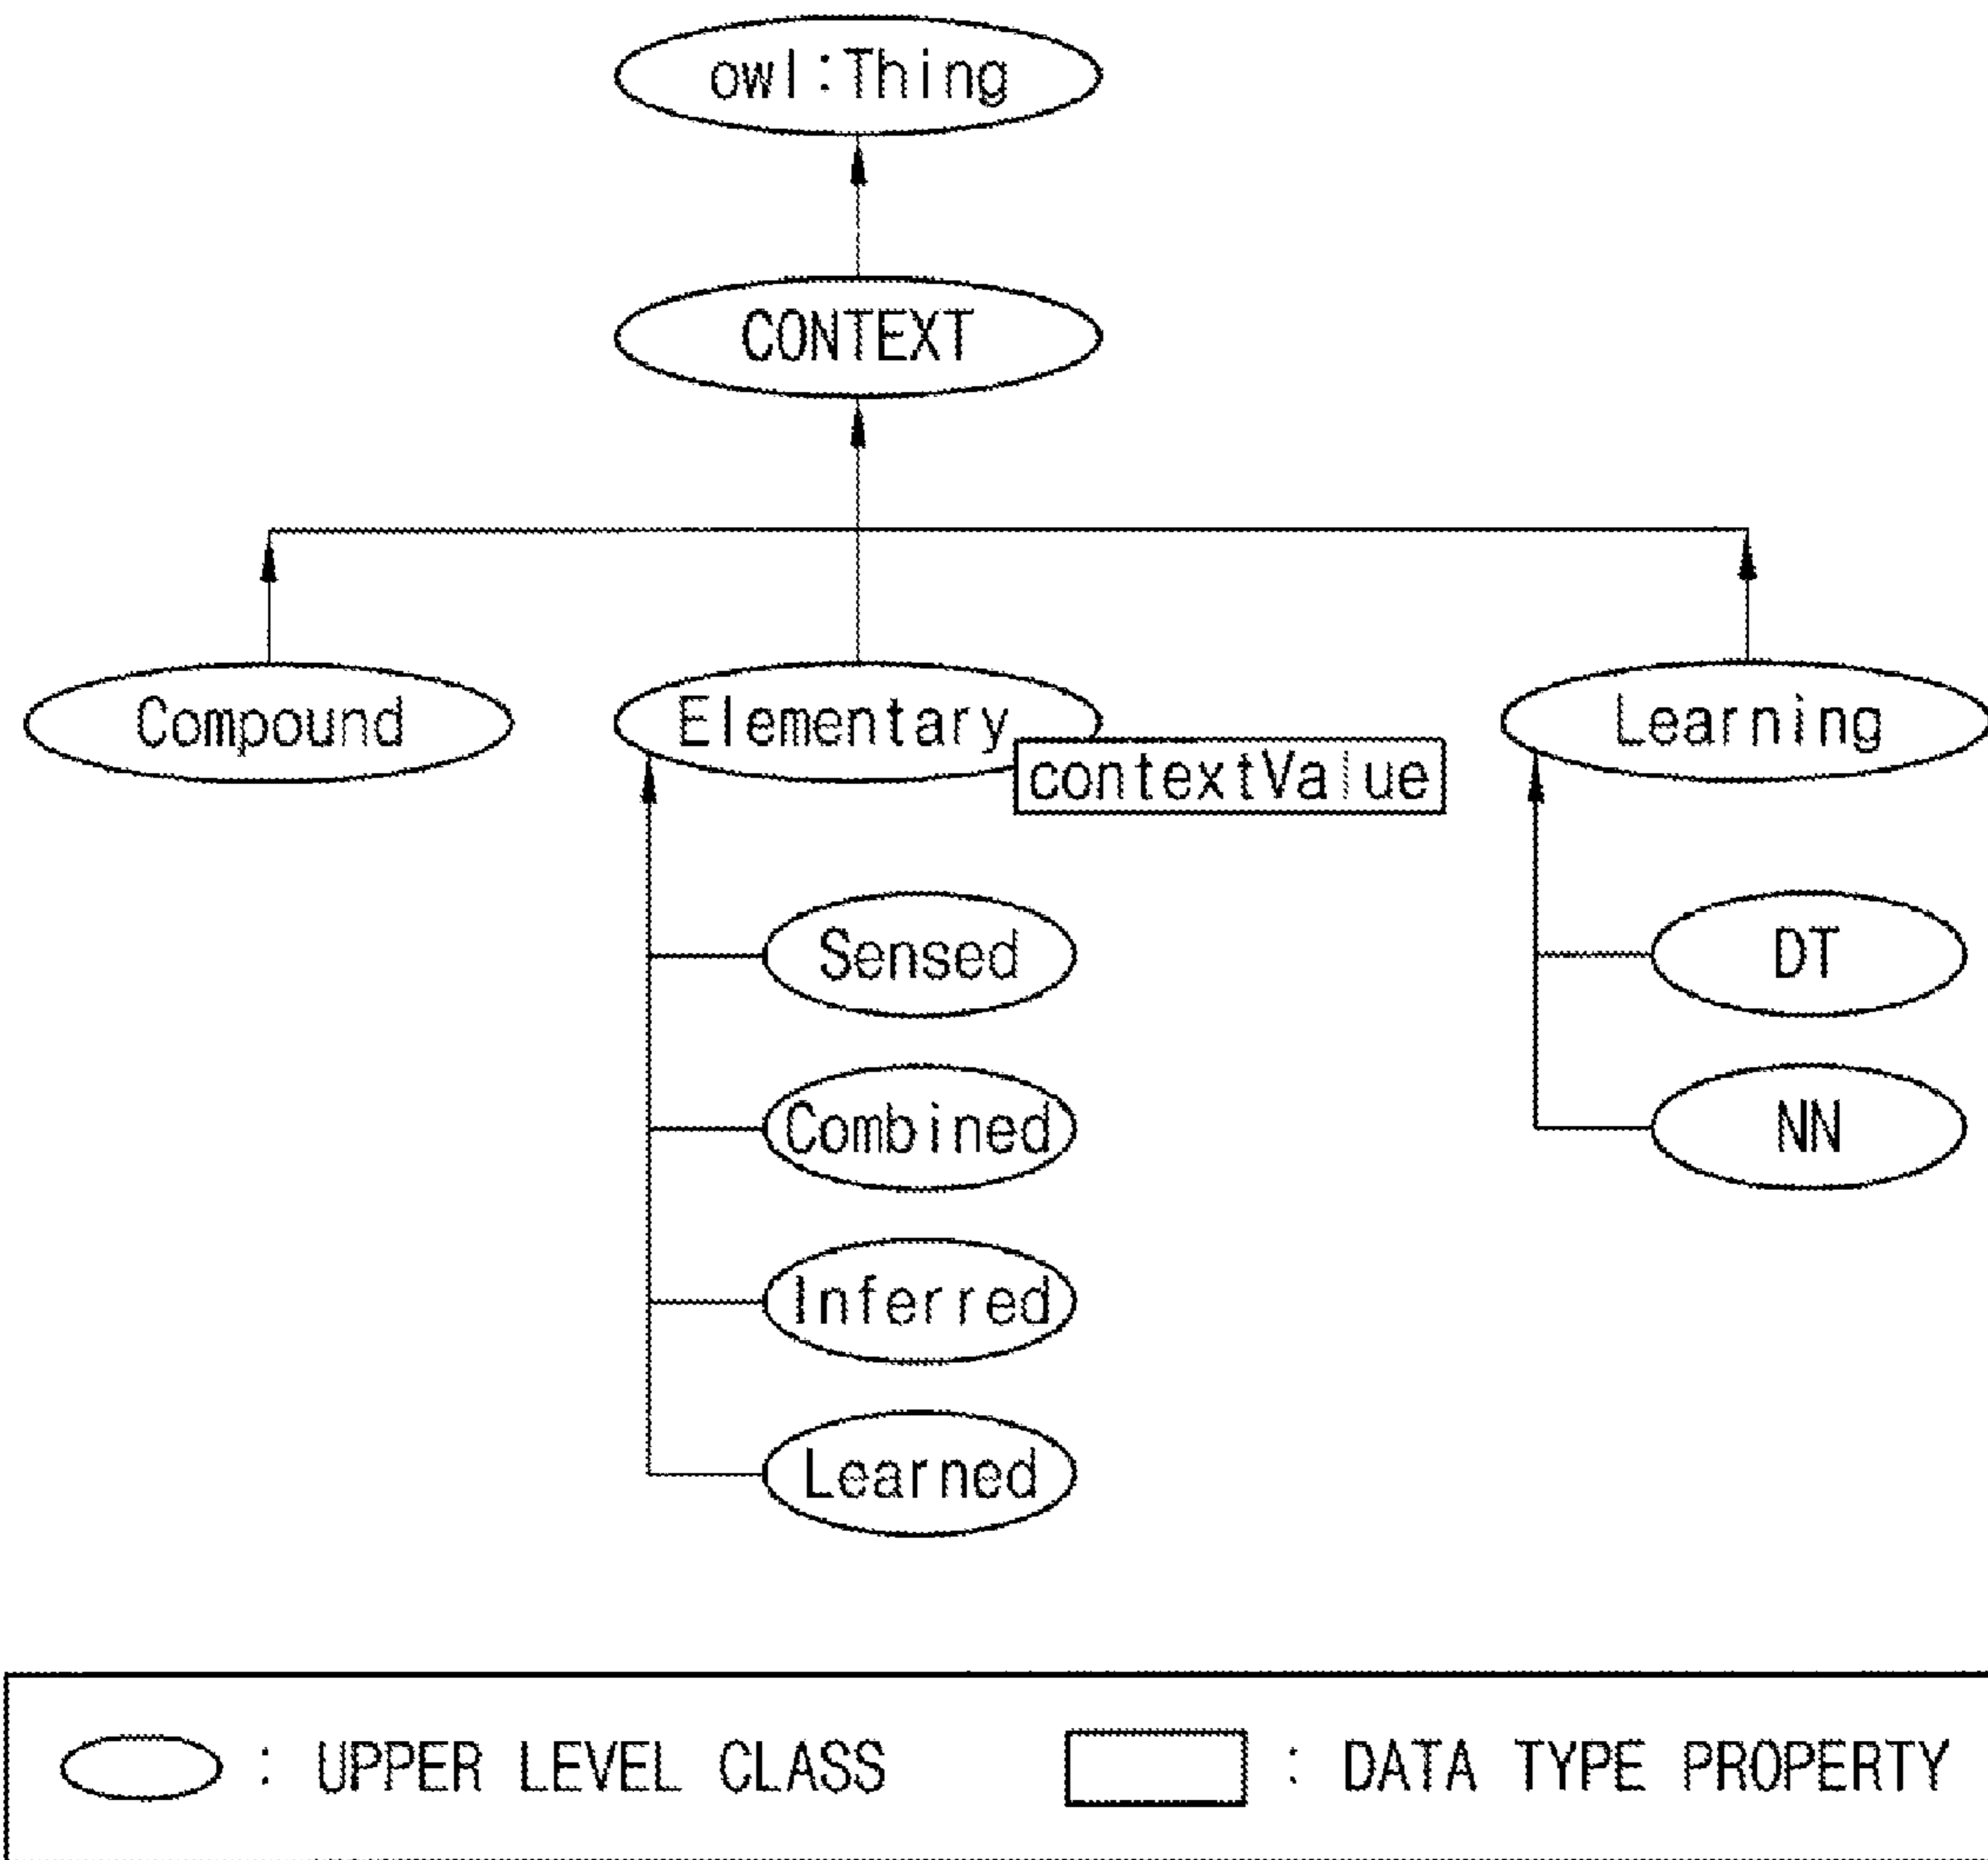 owl:Thing
CONTEXT
Compound
Elementary
Learning
contextValue
Sensed
DT
Combined
NN
Inferred
Learned
: UPPER LEVEL CLASS
: DATA TYPE PROPERTY